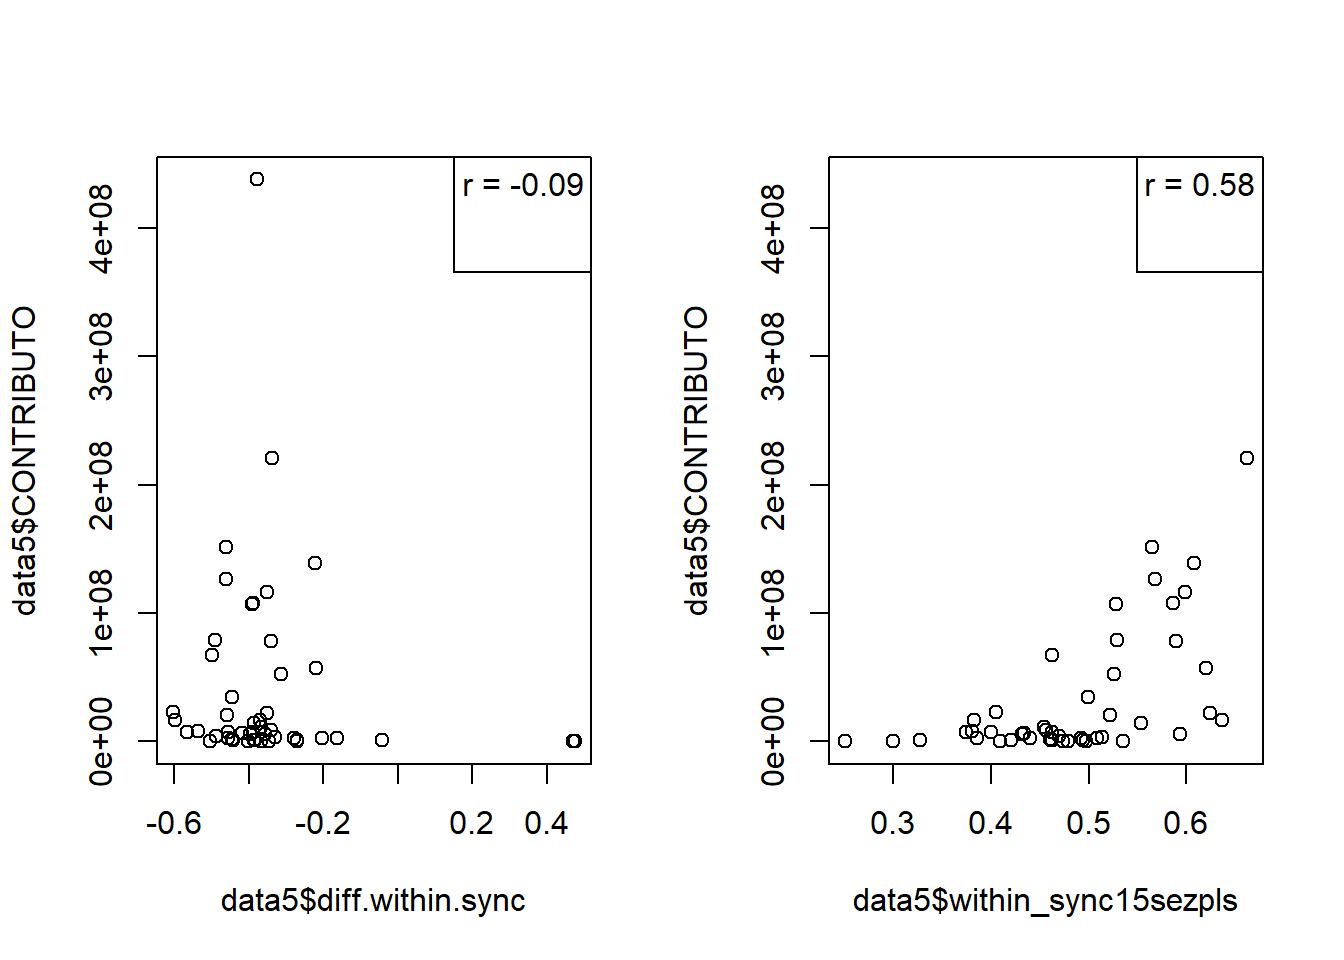 data5$CONTRIBUTO
4e+08
3e+08
2e+08
1e+08
0e+00
r = -0.09
-0.6
-0.2
0.2
0.4
data5$diff.within.sync
data5$CONTRIBUTO
4e+08
3e+08
2e+08
1e+08
0e+00
r = 0.58
0.3
0.4
0.5
0.6
data5$within_sync15sezpls